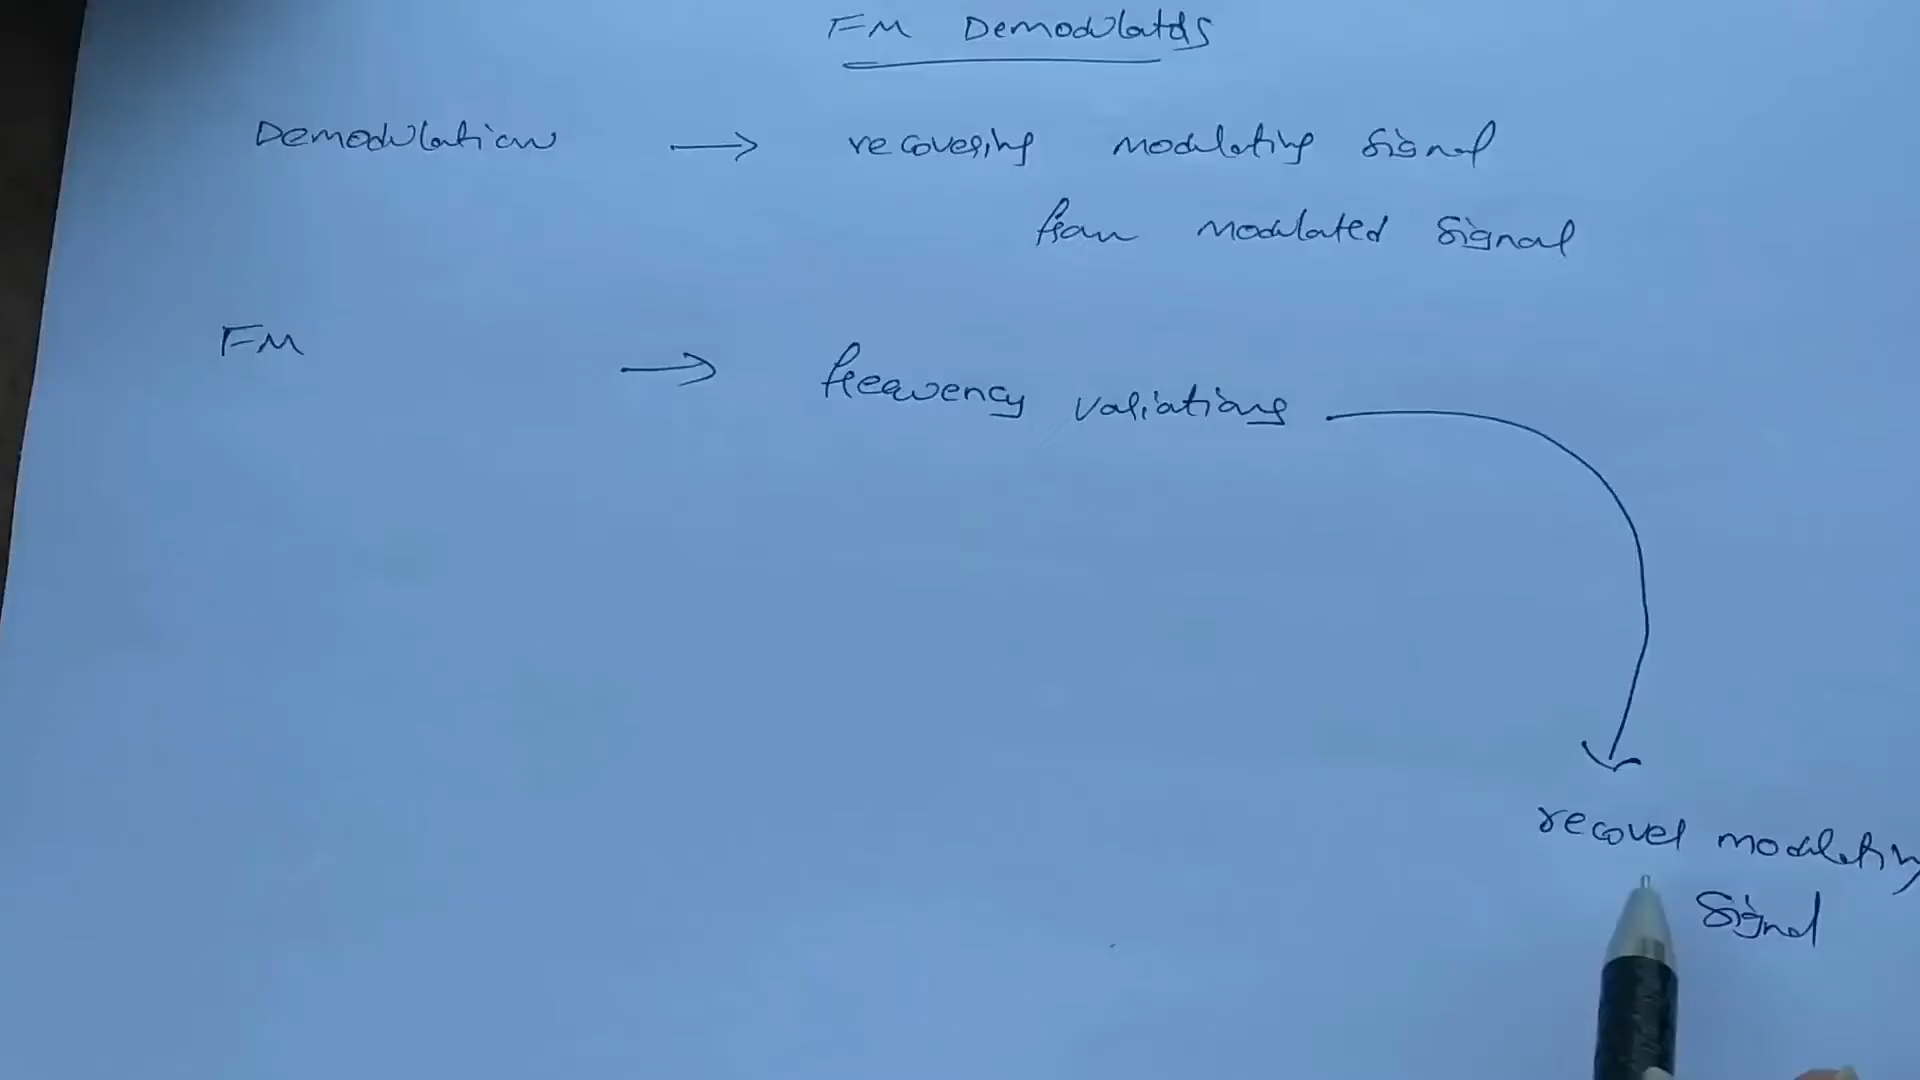 FM Demodulators
Demodulation → recovering modulating signal
from modulated signal
FM → frequency variations
recover modulating
signal